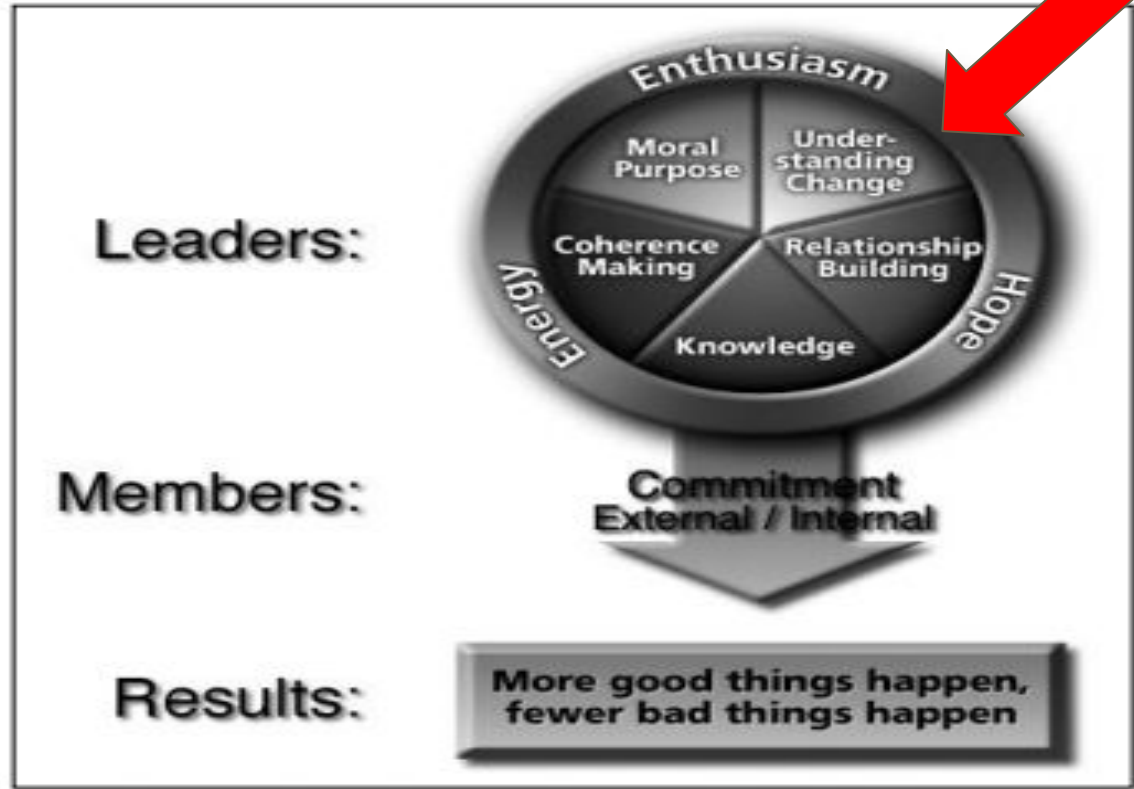 Enthusiasm
Moral
Purpose
Under-
standing
Change
Leaders:
Coherence
Making
Relationship
Building
Energy
Hope
Knowledge
Members:
Commitment
External / Internal
Results:
More good things happen,
fewer bad things happen